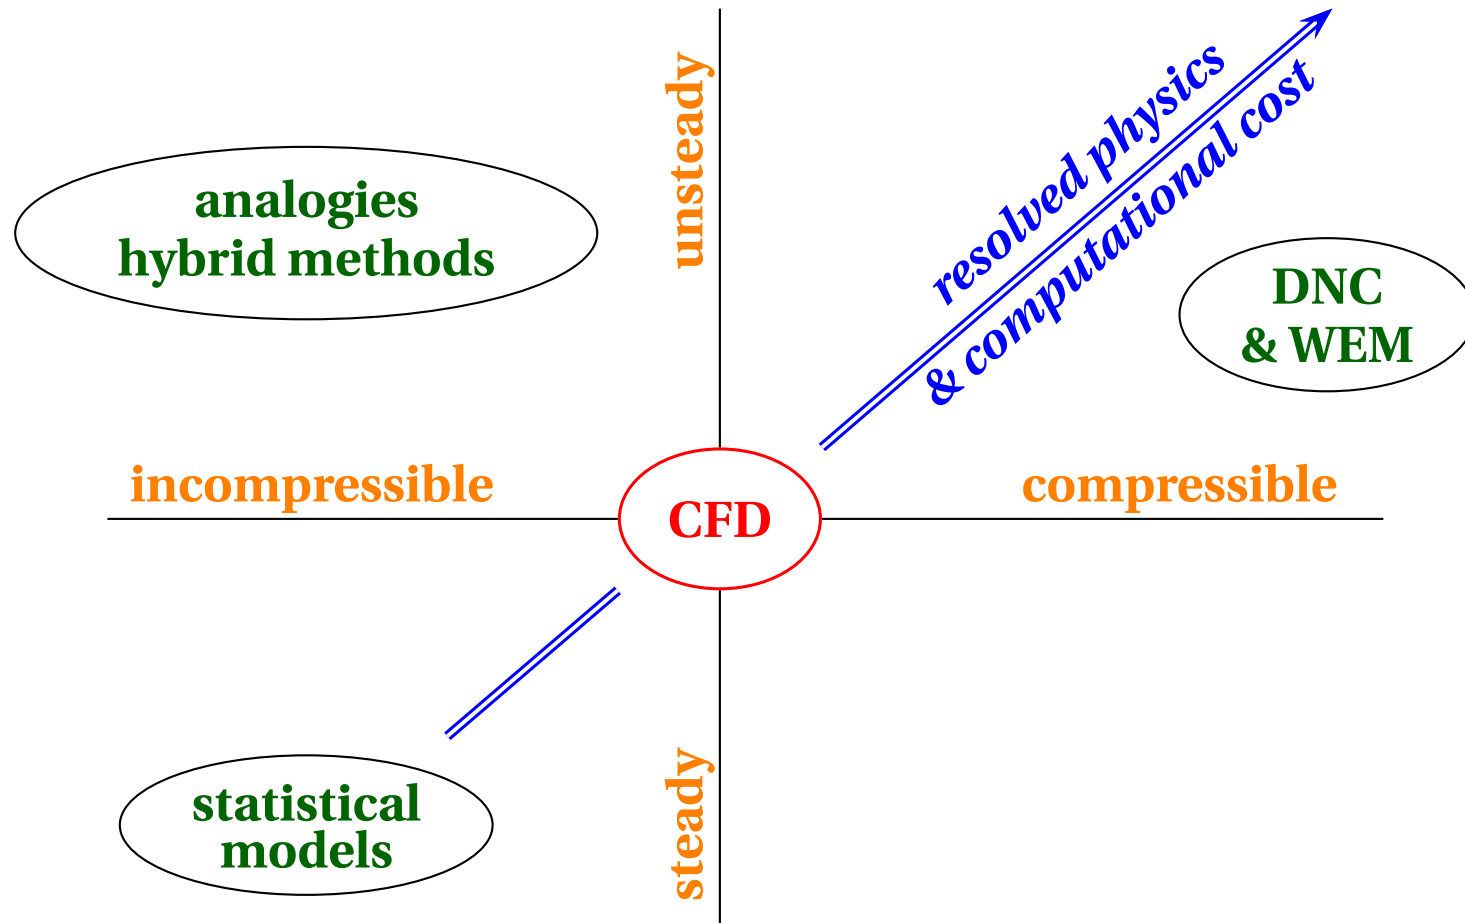 unsteady
resolved physics
& computational cost
analogies
hybrid methods
DNC
& WEM
incompressible
compressible
CFD
statistical
models
steady